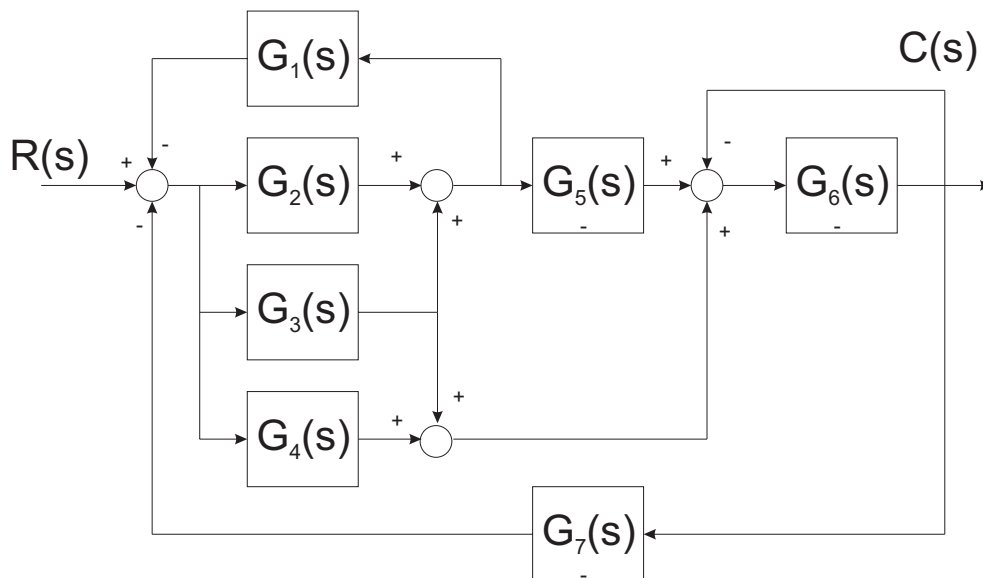 C(s)
G1(s)
-
-
R(s)
+
+
+
G2(s)
G5(s)
-
G6(s)
-
-
+
+
G3(s)
+
+
G4(s)
G7(s)
-